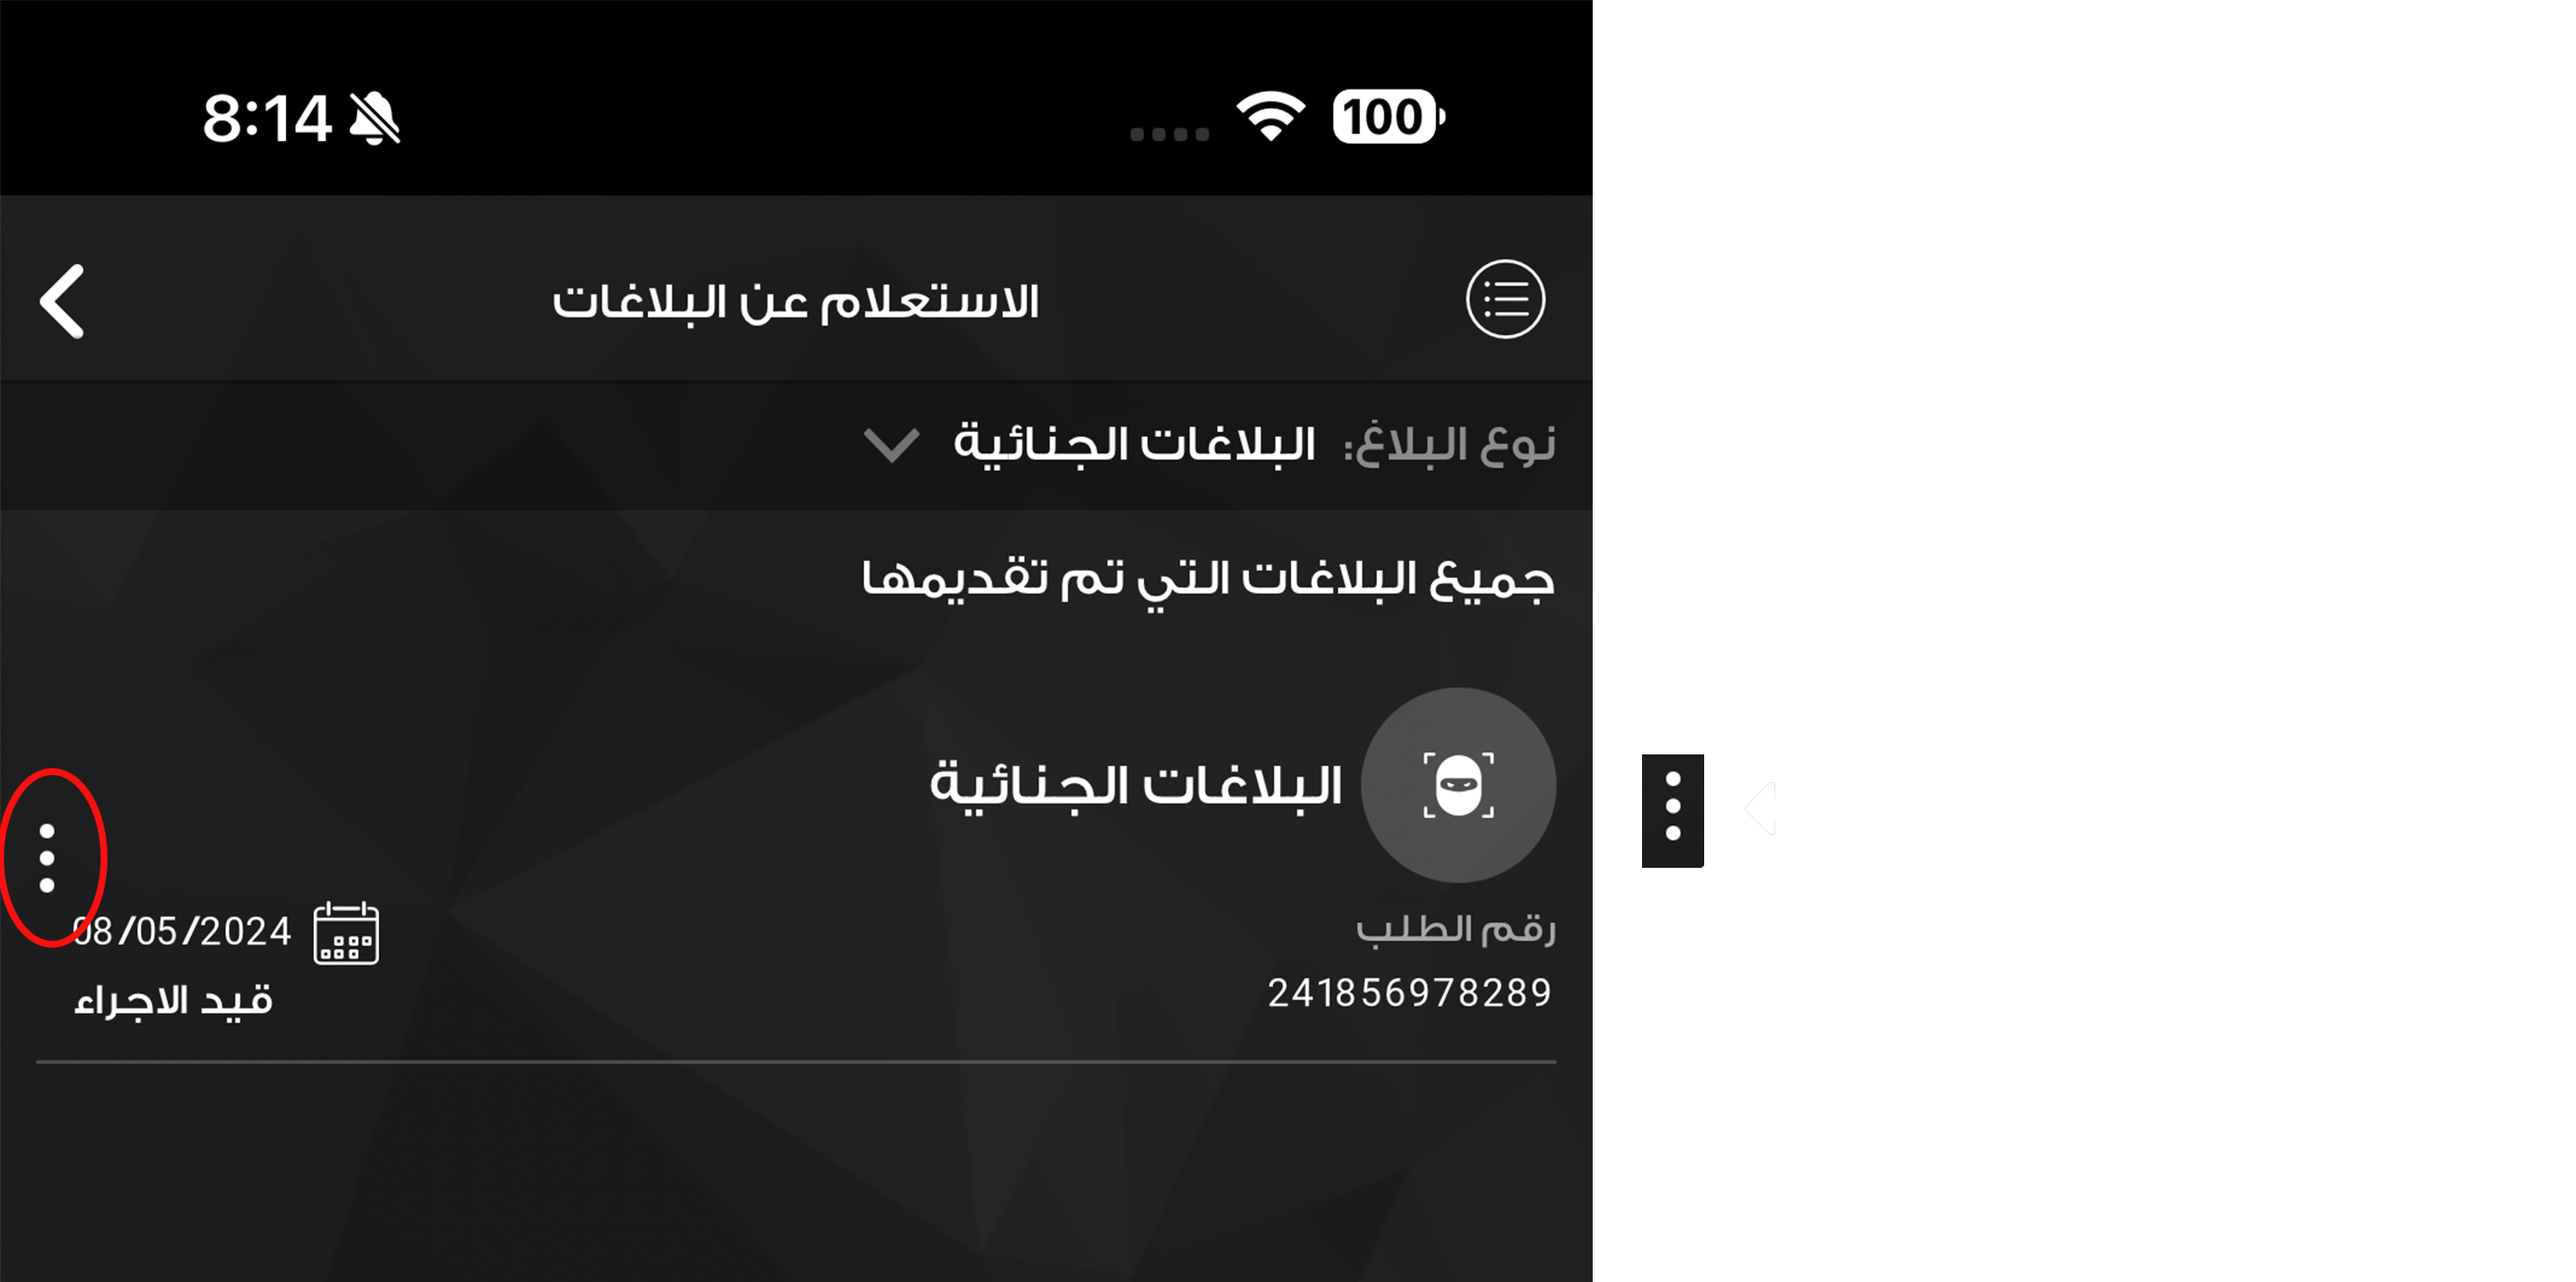 8:14
100
الاستعلام عن البلاغات
نوع البلاغ: البلاغات الجنائية
جميع البلاغات التي تم تقديمها
البلاغات الجنائية
رقم الطلب
08/05/2024
241856978289
قيد الاجراء